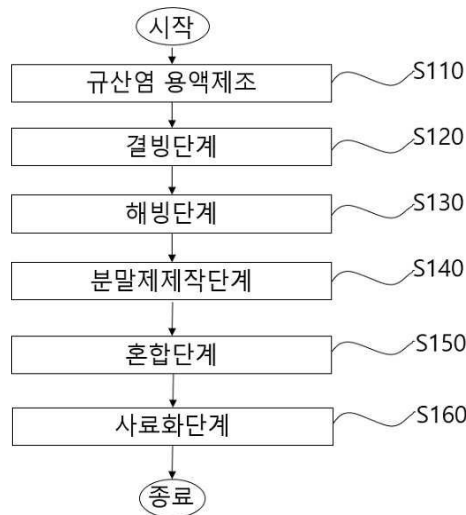 시작
규산염 용액제조
S110
결빙단계
S120
해빙단계
S130
분말제제작단계
S140
혼합단계
S150
사료화단계
S160
종료